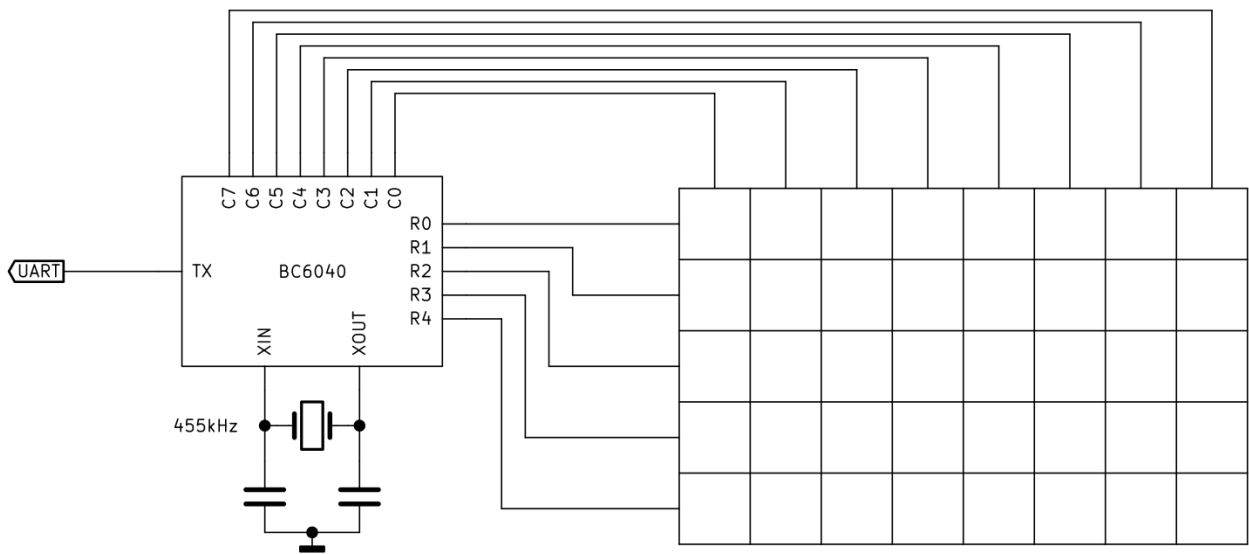 C7 C6 C5 C4 C3 C2 C1 C0
R0
R1
UART TX BC6040 R2
R3
R4
XIN XOUT
455kHz